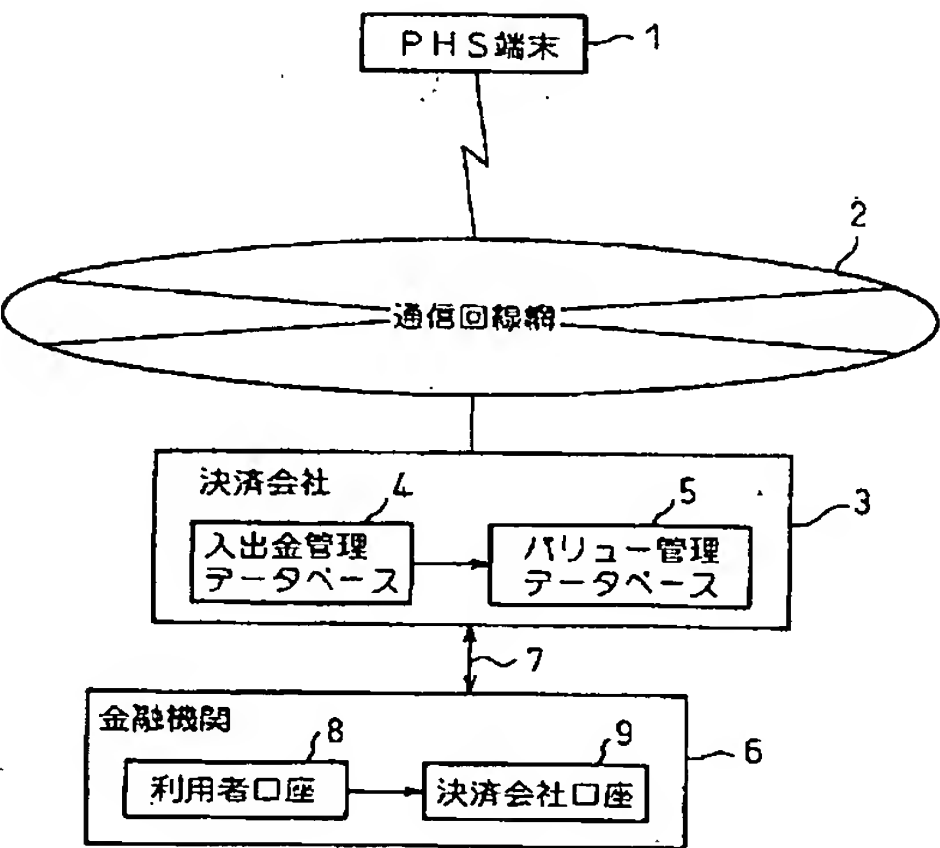 PHS端末
1
2
通信回線網
決済会社
4
5
3
入出金管理
データベース
バリュー管理
データベース
7
金融機関
8
9
6
利用者口座
決済会社口座